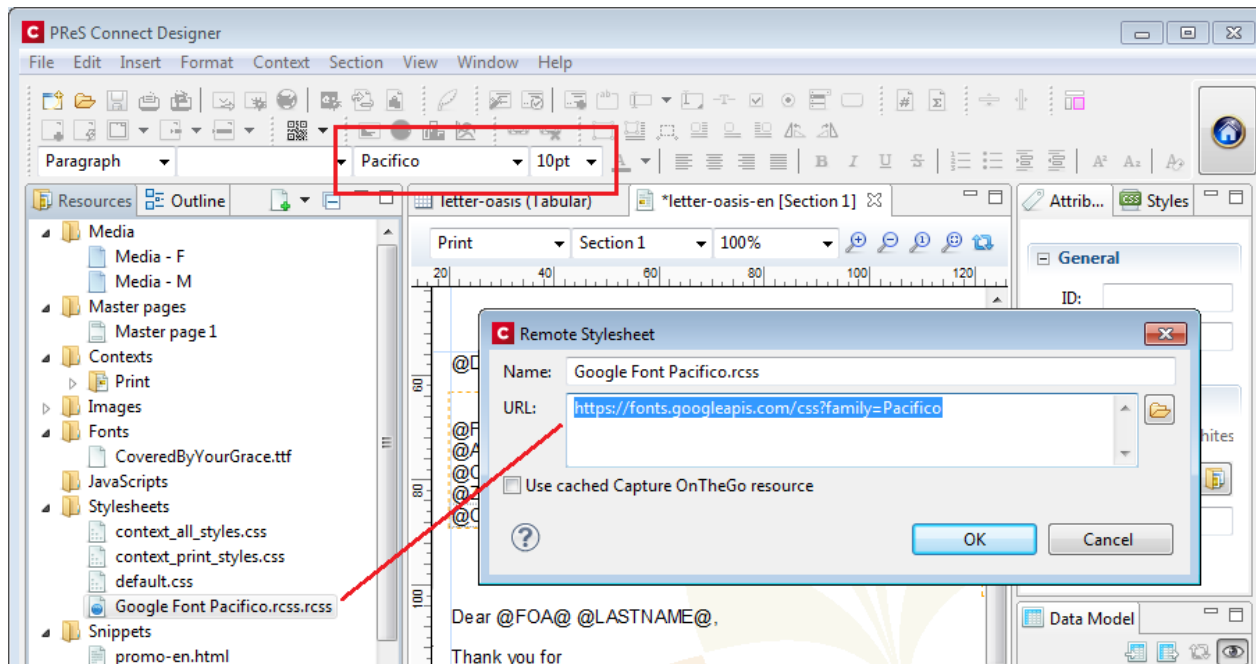 PReS Connect Designer
File Edit Insert Format Context Section View Window Help
Paragraph Pacifico 10pt
Resources Outline
letter-oasis (Tabular) *letter-oasis-en [Section 1]
Attrib... Styles
Media
Media - F
Media - M
Master pages
Master page 1
Contexts
Print
Images
Fonts
CoveredByYourGrace.ttf
JavaScripts
Stylesheets
context_all_styles.css
context_print_styles.css
default.css
Google Font Pacifico.rcss.rcss
Snippets
promo-en.html
Print Section 1 100%
20 40 60 80 100 120
60
80
100
@D
@F
@A
@C
@Z
@C
Dear @FOA@ @LASTNAME@,
Thank you for
Remote Stylesheet
Name: Google Font Pacifico.rcss
URL: https://fonts.googleapis.com/css?family=Pacifico
Use cached Capture OnTheGo resource
OK Cancel
General
ID:
hites
Data Model